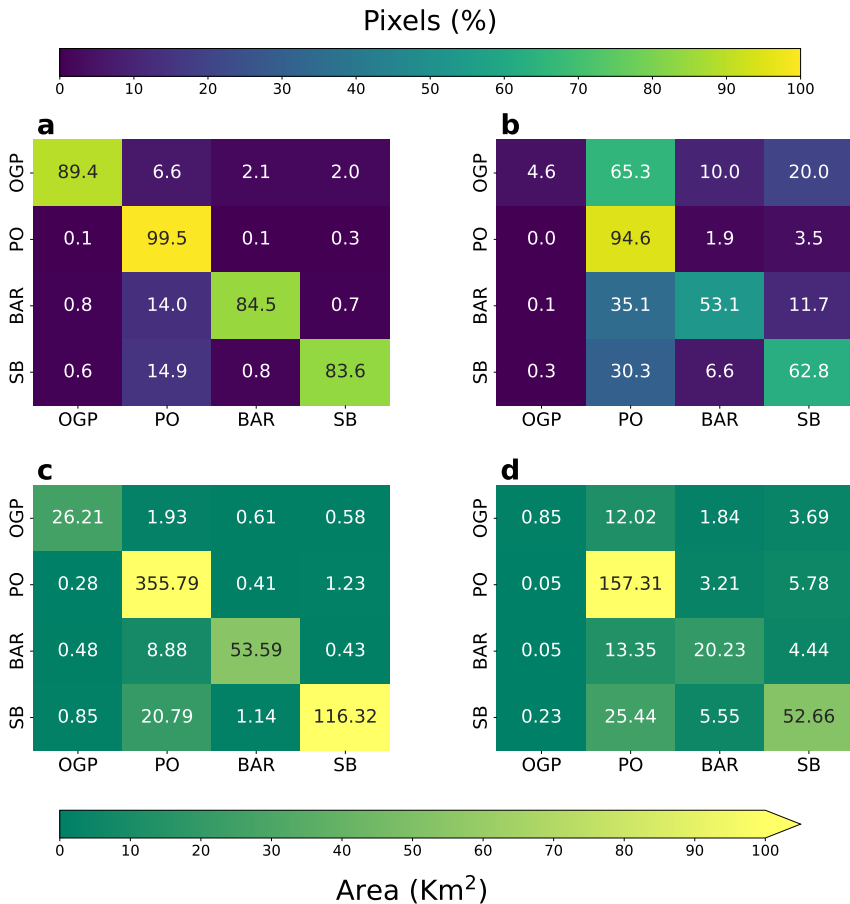 Pixels (%)
0 10 20 30 40 50 60 70 80 90 100
a
OGP 89.4 6.6 2.1 2.0
PO 0.1 99.5 0.1 0.3
BAR 0.8 14.0 84.5 0.7
SB 0.6 14.9 0.8 83.6
OGP PO BAR SB
b
OGP 4.6 65.3 10.0 20.0
PO 0.0 94.6 1.9 3.5
BAR 0.1 35.1 53.1 11.7
SB 0.3 30.3 6.6 62.8
OGP PO BAR SB
c
OGP 26.21 1.93 0.61 0.58
PO 0.28 355.79 0.41 1.23
BAR 0.48 8.88 53.59 0.43
SB 0.85 20.79 1.14 116.32
OGP PO BAR SB
d
OGP 0.85 12.02 1.84 3.69
PO 0.05 157.31 3.21 5.78
BAR 0.05 13.35 20.23 4.44
SB 0.23 25.44 5.55 52.66
OGP PO BAR SB
0 10 20 30 40 50 60 70 80 90 100
Area (Km²)